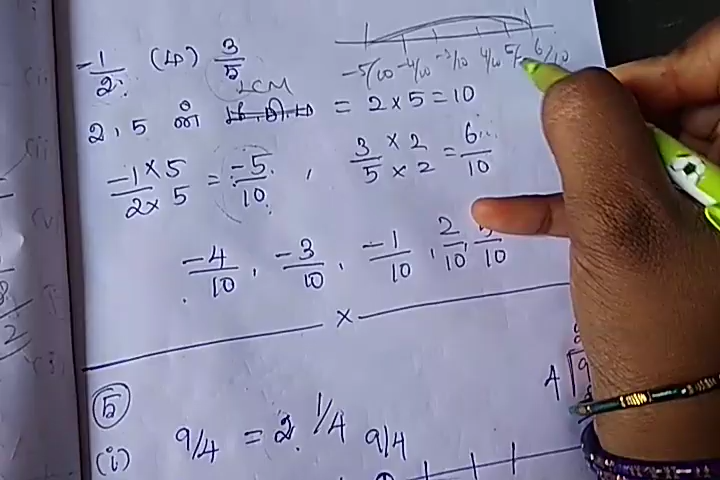 -1/2 (4) 3/5
-5/10 -4/10 -3/10 4/10 5/ 6/10
LCM
2, 5 ன் = 2 × 5 = 10
-1 × 5 / 2 × 5 = -5/10 , 3 × 2 / 5 × 2 = 6/10
-4/10 , -3/10 , -1/10 , 2/10 , /10
×
5
4
(i) 9/4 = 2 1/4 9/4